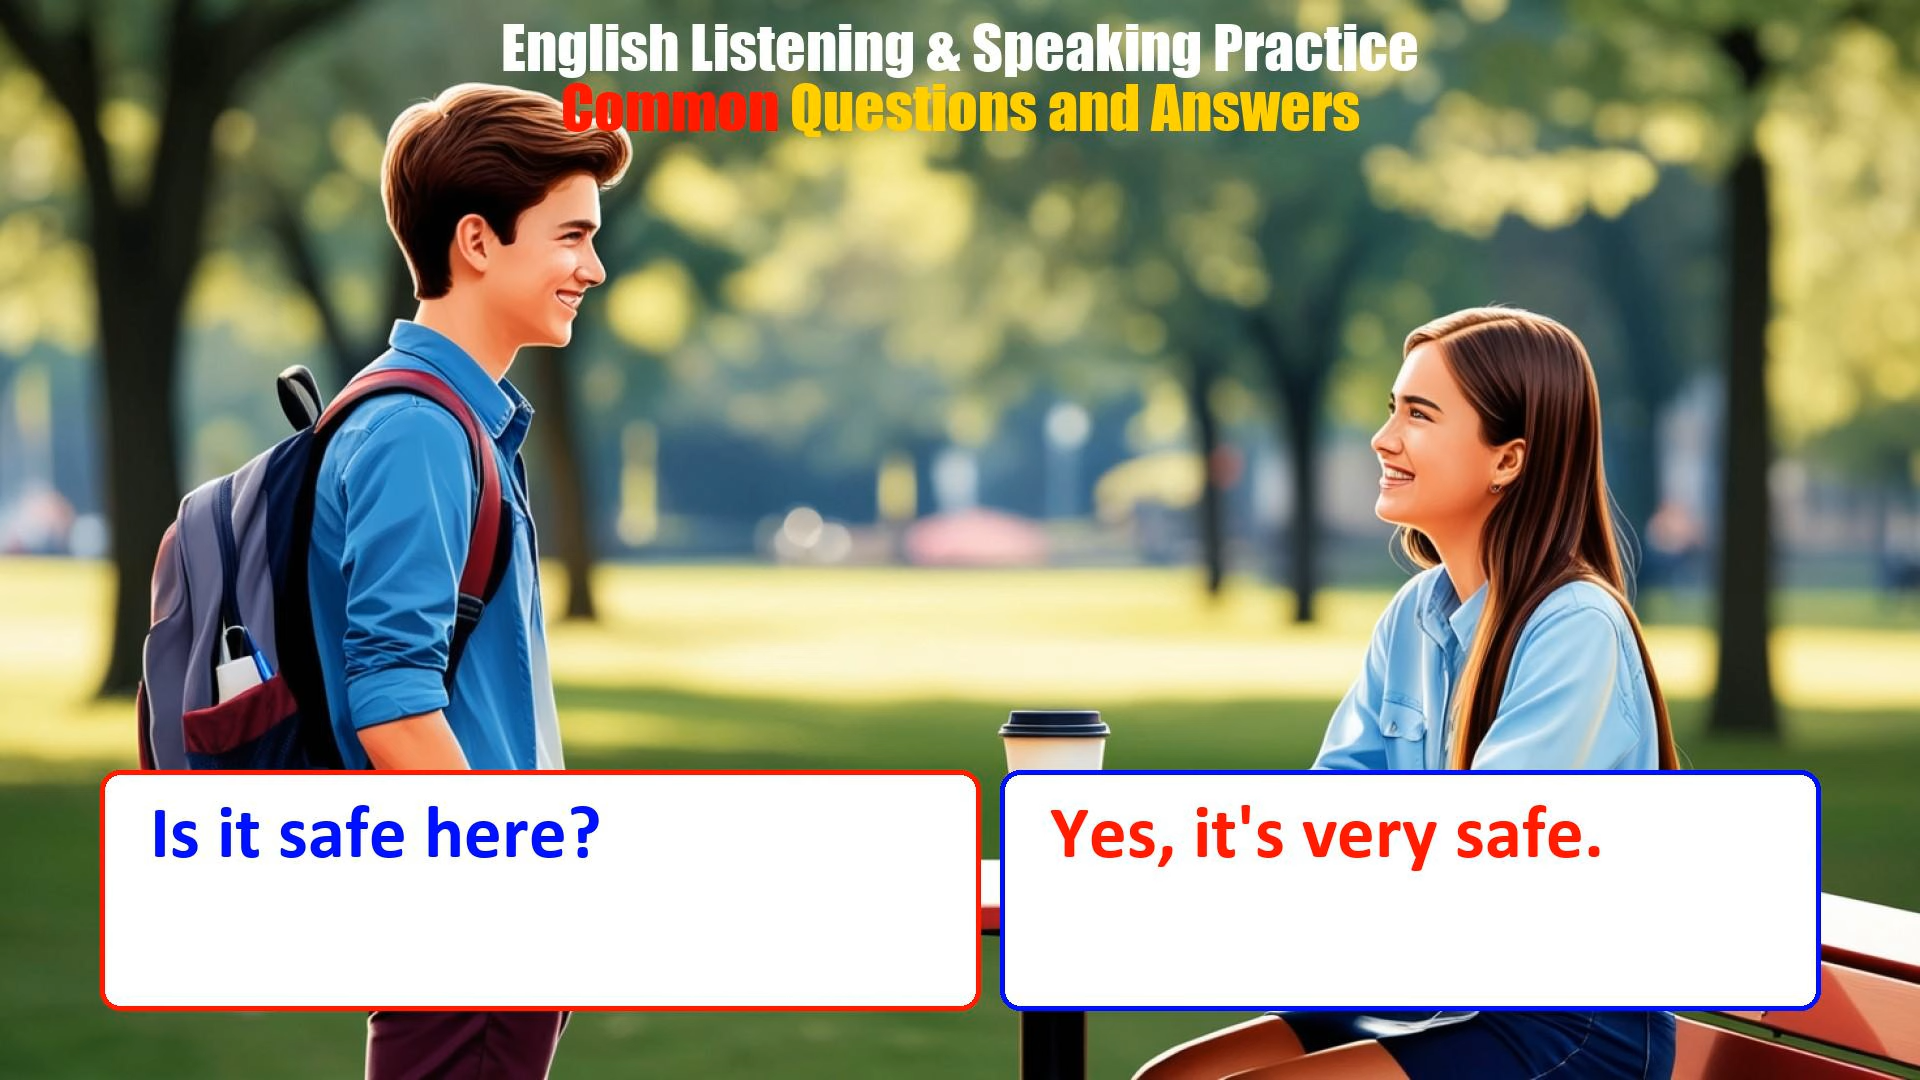 English Listening & Speaking Practice
Common Questions and Answers
Is it safe here?
Yes, it's very safe.